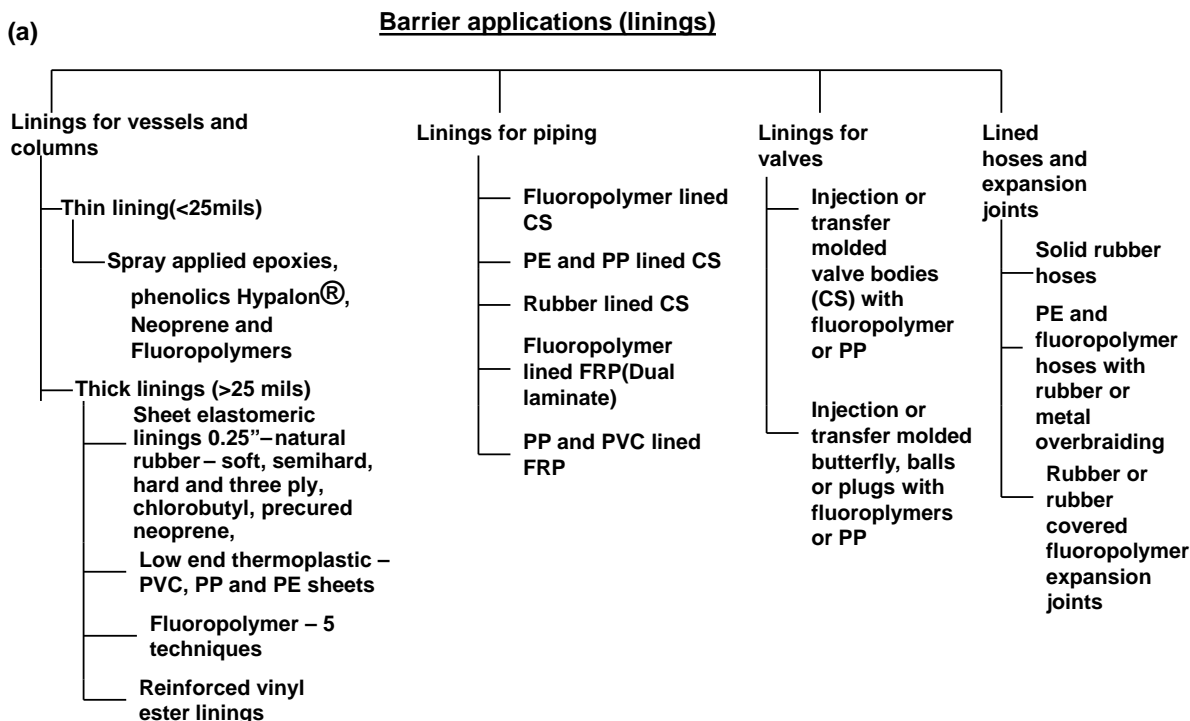 (a)
Barrier applications (linings)
Linings for vessels and
columns
Thin lining(<25mils)
Spray applied epoxies,
phenolics Hypalon®,
Neoprene and
Fluoropolymers
Thick linings (>25 mils)
Sheet elastomeric
linings 0.25”–natural
rubber– soft, semihard,
hard and three ply,
chlorobutyl, precured
neoprene,
Low end thermoplastic –
PVC, PP and PE sheets
Fluoropolymer – 5
techniques
Reinforced vinyl
ester linings
Linings for piping
Fluoropolymer lined
CS
PE and PP lined CS
Rubber lined CS
Fluoropolymer
lined FRP(Dual
laminate)
PP and PVC lined
FRP
Linings for
valves
Injection or
transfer
molded
valve bodies
(CS) with
fluoropolymer
or PP
Injection or
transfer molded
butterfly, balls
or plugs with
fluoroplymers
or PP
Lined
hoses and
expansion
joints
Solid rubber
hoses
PE and
fluoropolymer
hoses with
rubber or
metal
overbraiding
Rubber or
rubber
covered
fluoropolymer
expansion
joints